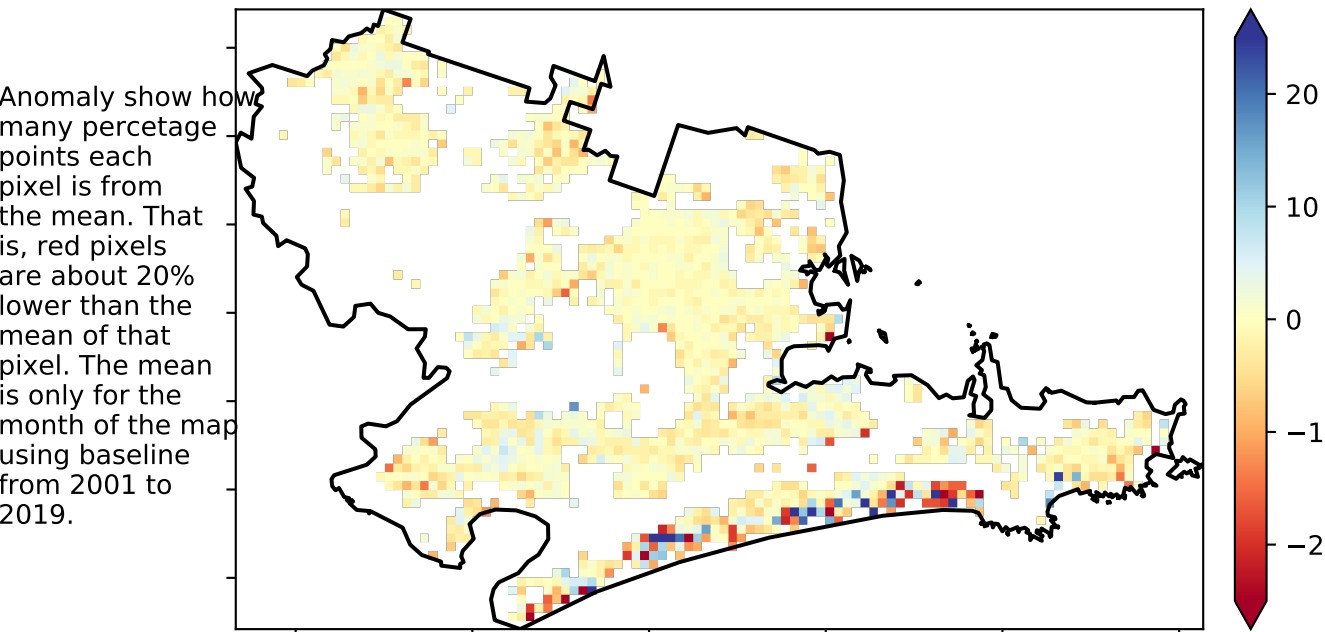 Anomaly show how
many percetage
points each
pixel is from
the mean. That
is, red pixels
are about 20%
lower than the
mean of that
pixel. The mean
is only for the
month of the map
using baseline
from 2001 to
2019.
20
10
0
−1
−2